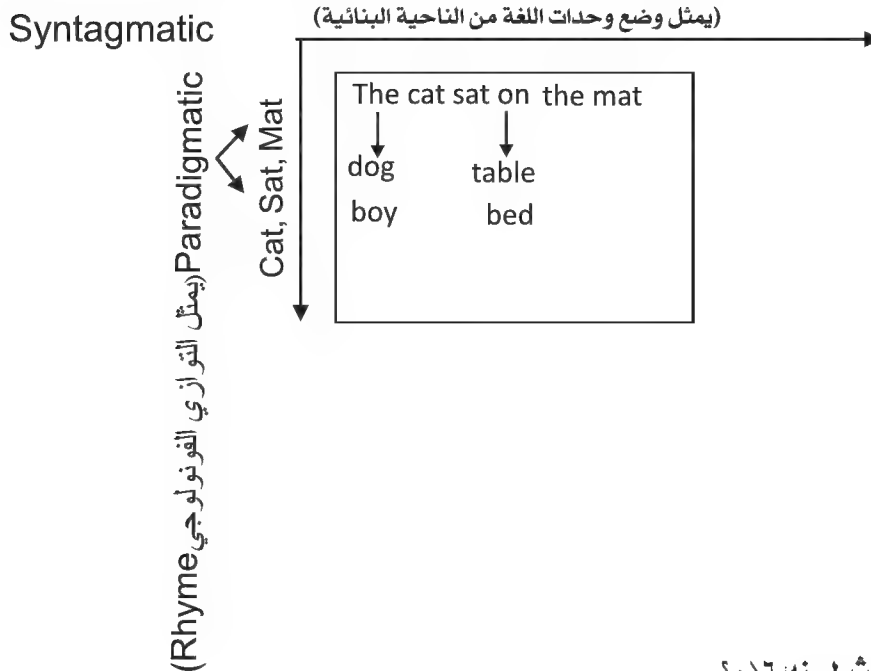 (يمثل وضع وحدات اللغة من الناحية البنائية)
Syntagmatic
Paradigmatic (يمثل التوازي الفونولوجي Rhyme)
Cat, Sat, Mat
The cat sat on the mat
dog table
boy bed